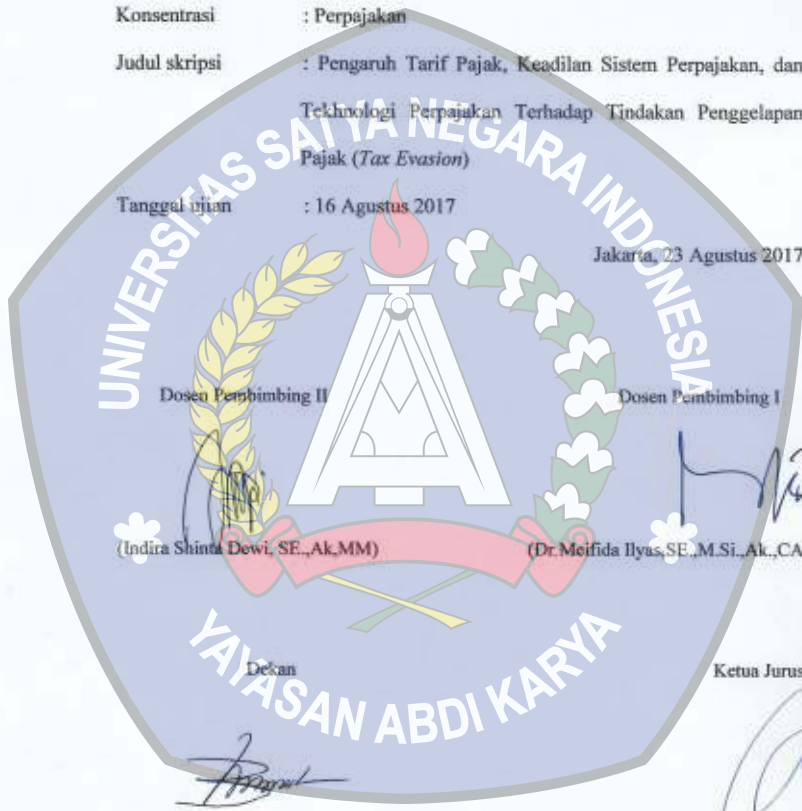 Konsentrasi : Perpajakan
Judul skripsi : Pengaruh Tarif Pajak, Keadilan Sistem Perpajakan, dan
Tekhnologi Perpajakan Terhadap Tindakan Penggelapan
Pajak (Tax Evasion)
Tanggal ujian : 16 Agustus 2017
Jakarta, 23 Agustus 2017
UNIVERSITAS SATYA NEGARA INDONESIA
Dosen Pembimbing II Dosen Pembimbing I
(Indira Shinta Dewi, SE.,Ak,MM) (Dr.Meifida Ilyas,SE.,M.Si.,Ak.,CA
Dekan Ketua Jurus
YAYASAN ABDI KARYA